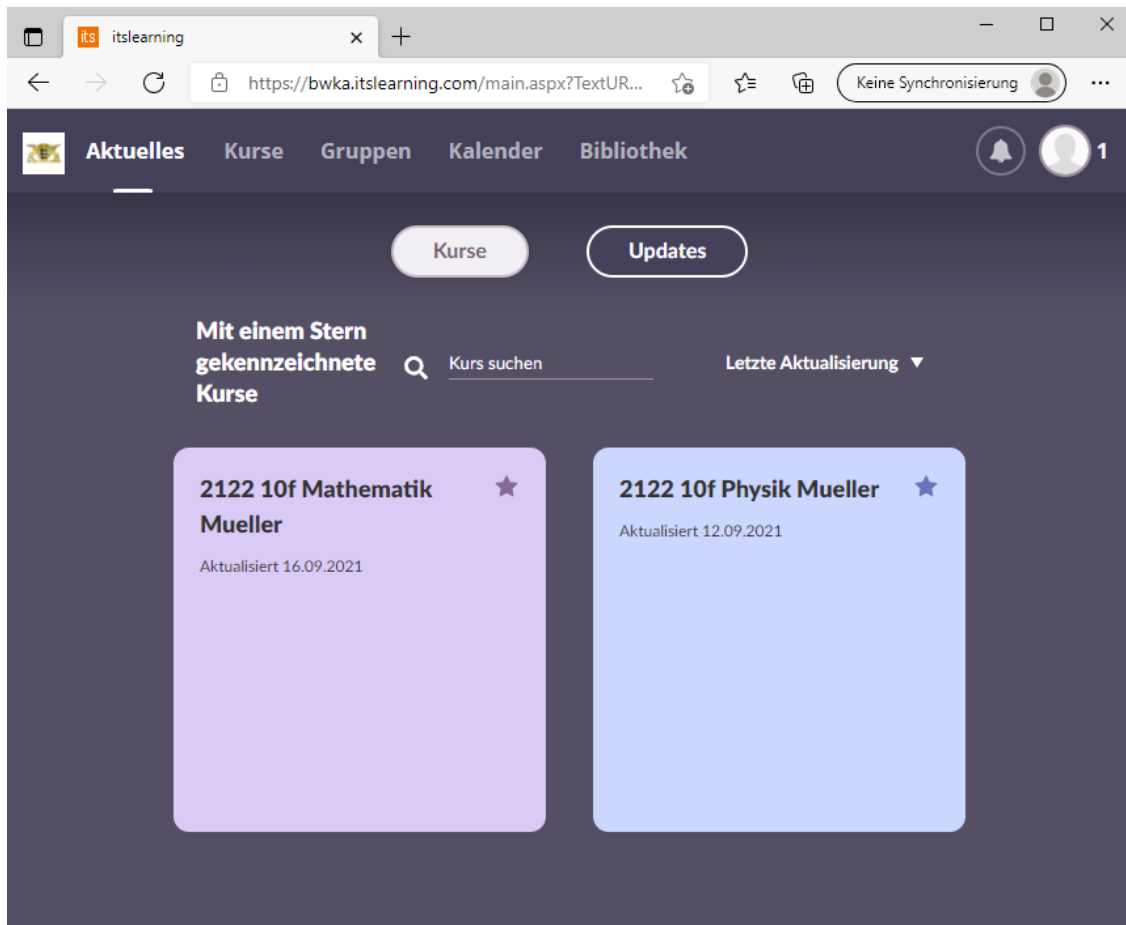 its itslearning
https://bwka.itslearning.com/main.aspx?TextUR... Keine Synchronisierung
Aktuelles Kurse Gruppen Kalender Bibliothek 1
Kurse Updates
Mit einem Stern
gekennzeichnete
Kurse
Kurs suchen
Letzte Aktualisierung
2122 10f Mathematik
Mueller
Aktualisiert 16.09.2021
2122 10f Physik Mueller
Aktualisiert 12.09.2021